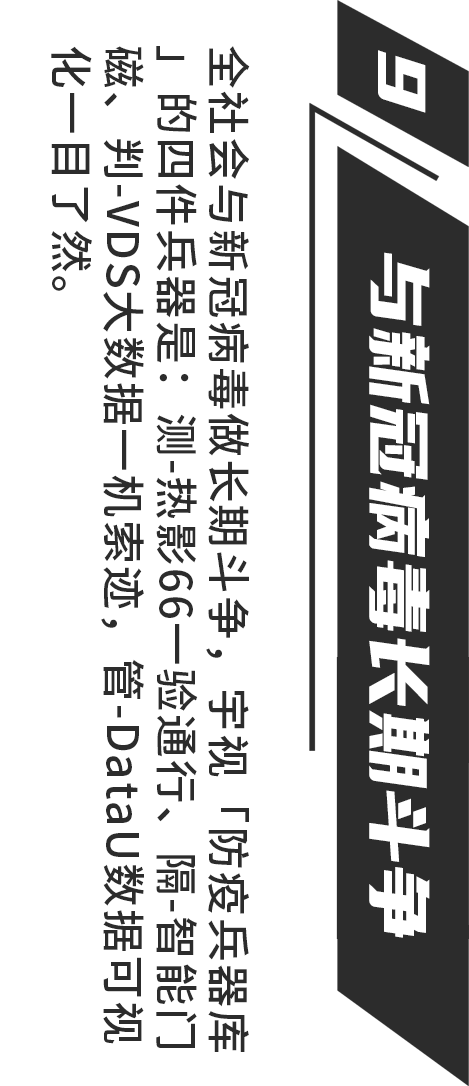 9
与新冠病毒长期斗争
全社会与新冠病毒做长期斗争，宇视「防疫兵器库
」的四件兵器是：测-热影66一验通行、隔-智能门
磁、判-VDS大数据一机索迹，管-DataU数据可视
化一目了然。